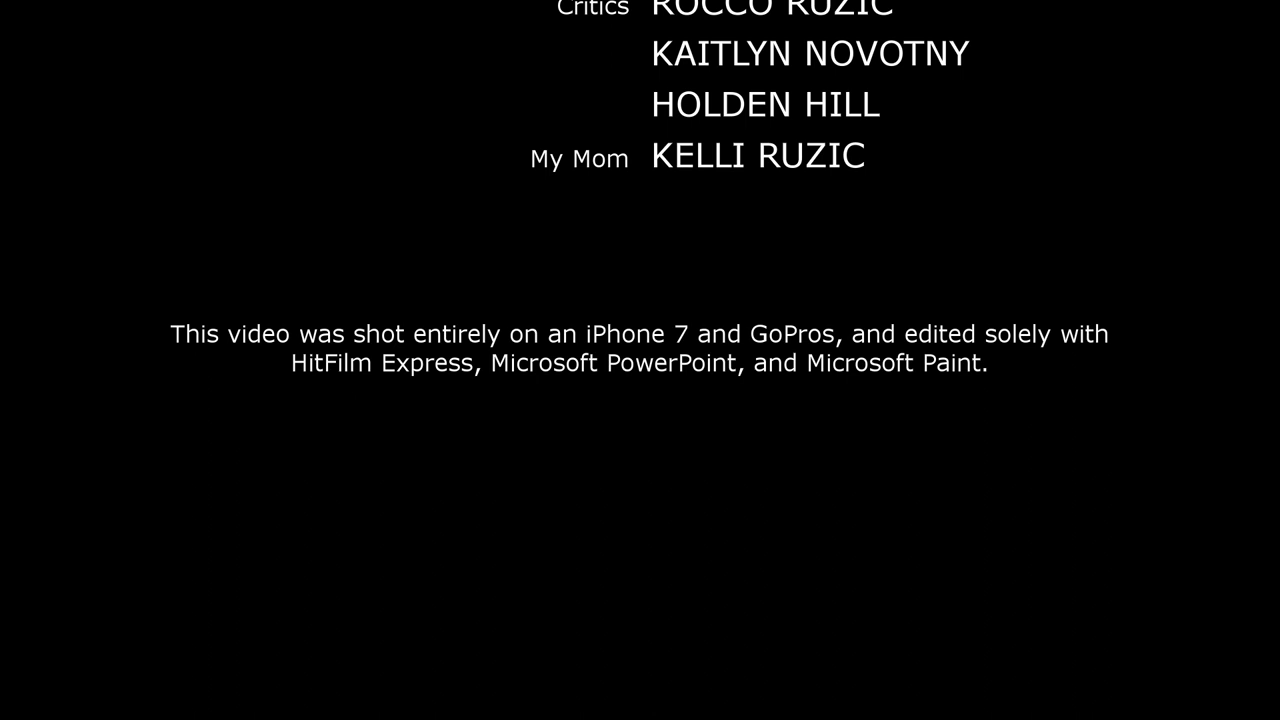 Critics ROCCO RUZIC
KAITLYN NOVOTNY
HOLDEN HILL
My Mom KELLI RUZIC
This video was shot entirely on an iPhone 7 and GoPros, and edited solely with
HitFilm Express, Microsoft PowerPoint, and Microsoft Paint.